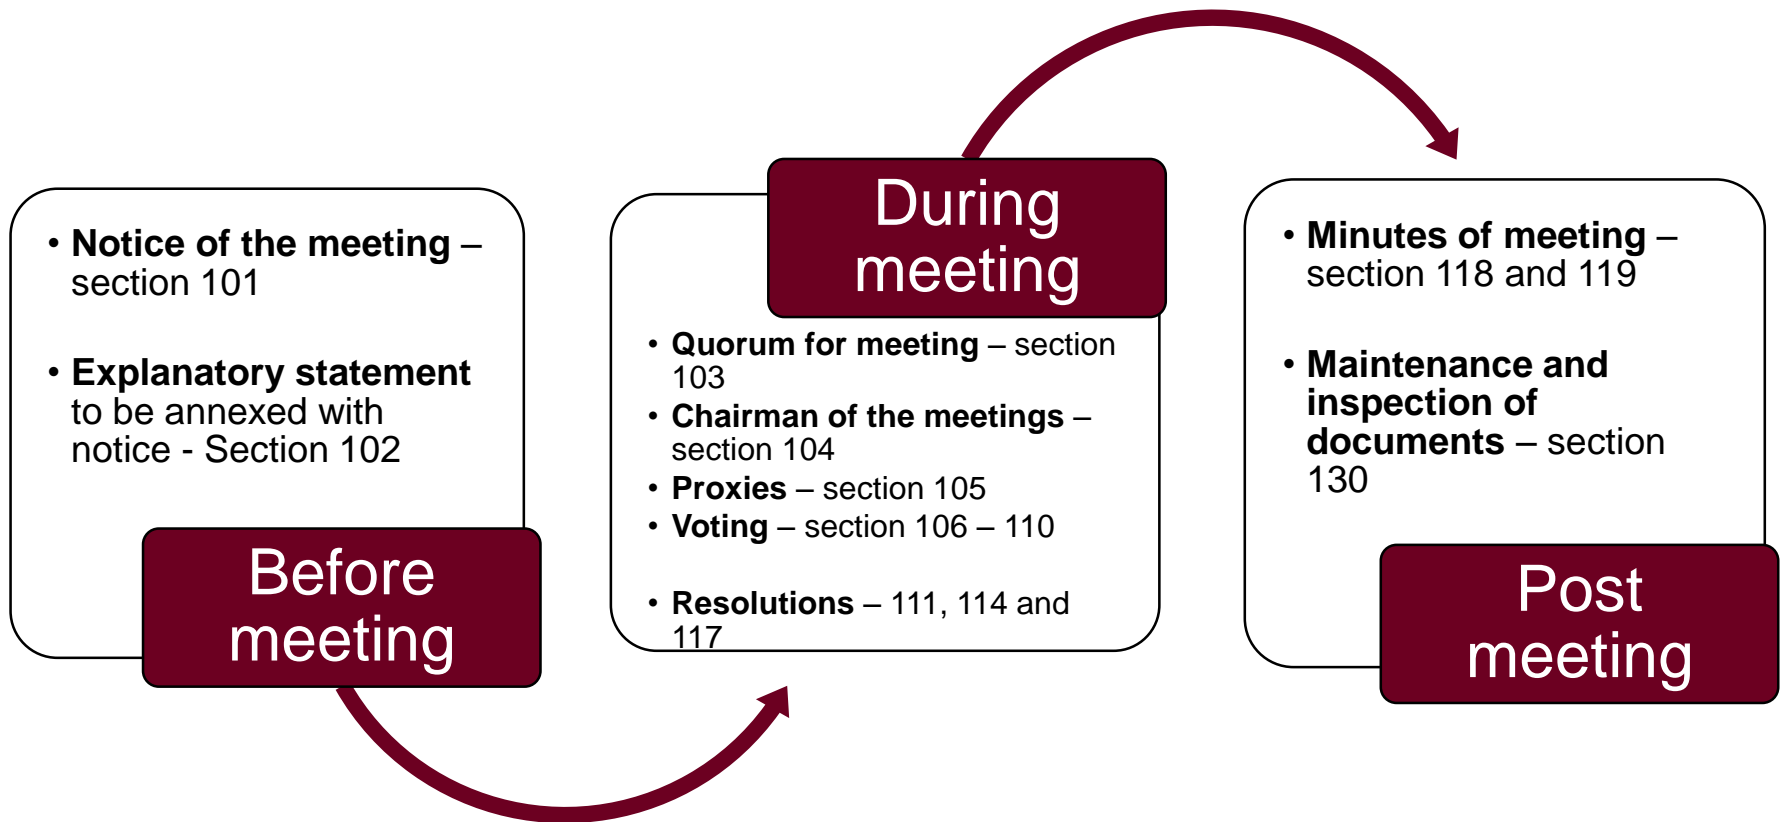 • Notice of the meeting –
section 101
• Explanatory statement
to be annexed with
notice - Section 102
Before
meeting
During
meeting
• Quorum for meeting – section
103
• Chairman of the meetings –
section 104
• Proxies – section 105
• Voting – section 106 – 110
• Resolutions – 111, 114 and
117
• Minutes of meeting –
section 118 and 119
• Maintenance and
inspection of
documents – section
130
Post
meeting